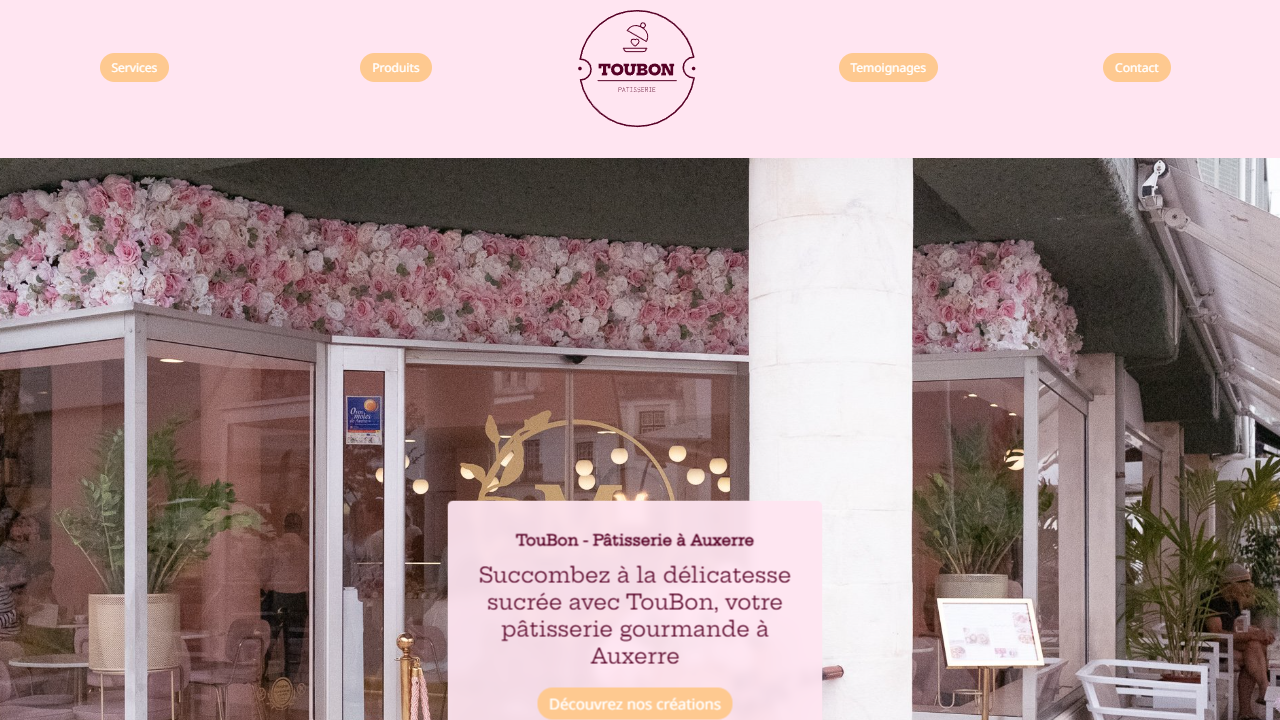 Services
Produits
TOUBON
PATISSERIE
Temoignages
Contact
TouBon - Pâtisserie à Auxerre
Succombez à la délicatesse
sucrée avec TouBon, votre
pâtisserie gourmande à
Auxerre
Découvrez nos créations